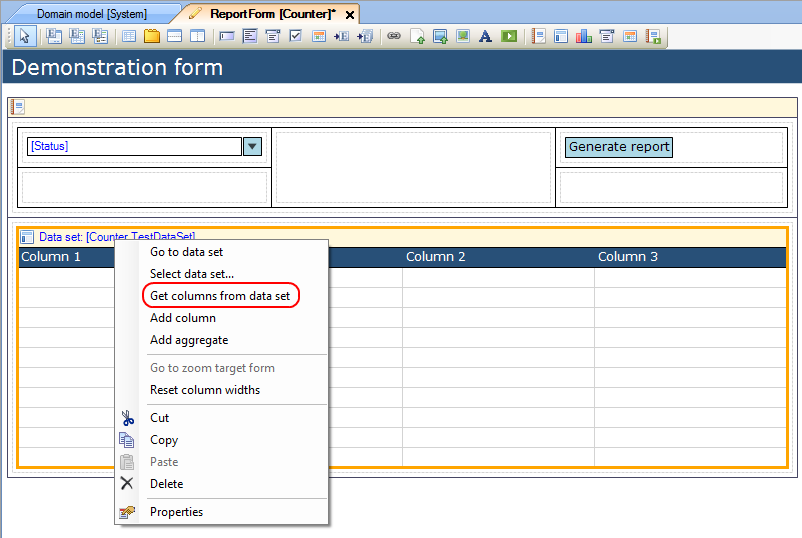 Domain model [System]
ReportForm [Counter]*
Demonstration form
[Status]
Generate report
Data set: [Counter.TestDataSet]
Column 1
Column 2
Column 3
Go to data set
Select data set...
Get columns from data set
Add column
Add aggregate
Go to zoom target form
Reset column widths
Cut
Copy
Paste
Delete
Properties